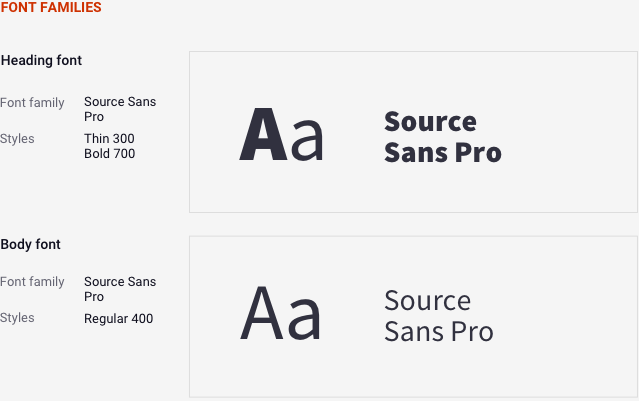 FONT FAMILIES
Heading font
Font family Source Sans
Pro
Styles Thin 300
Bold 700
Aa Source
Sans Pro
Body font
Font family Source Sans
Pro
Styles Regular 400
Aa Source
Sans Pro